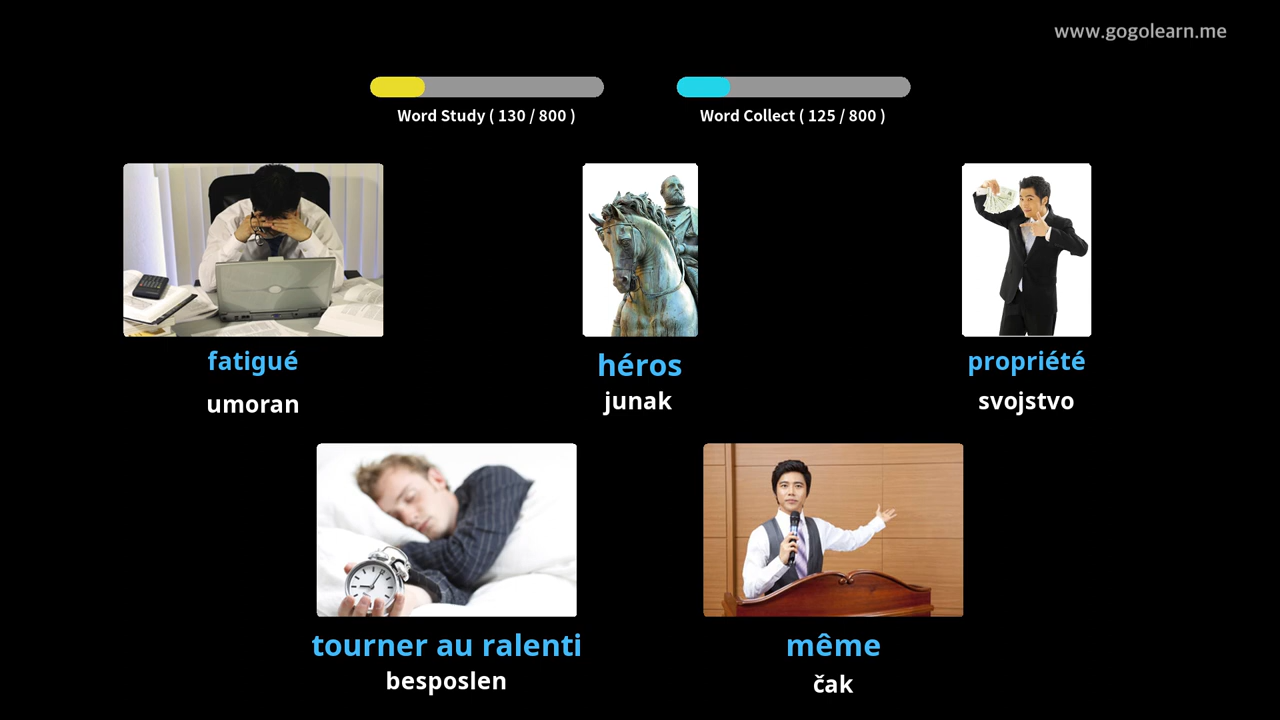 www.gogolearn.me
Word Study ( 130 / 800 )
Word Collect ( 125 / 800 )
fatigué
umoran
héros
junak
propriété
svojstvo
tourner au ralenti
besposlen
même
čak